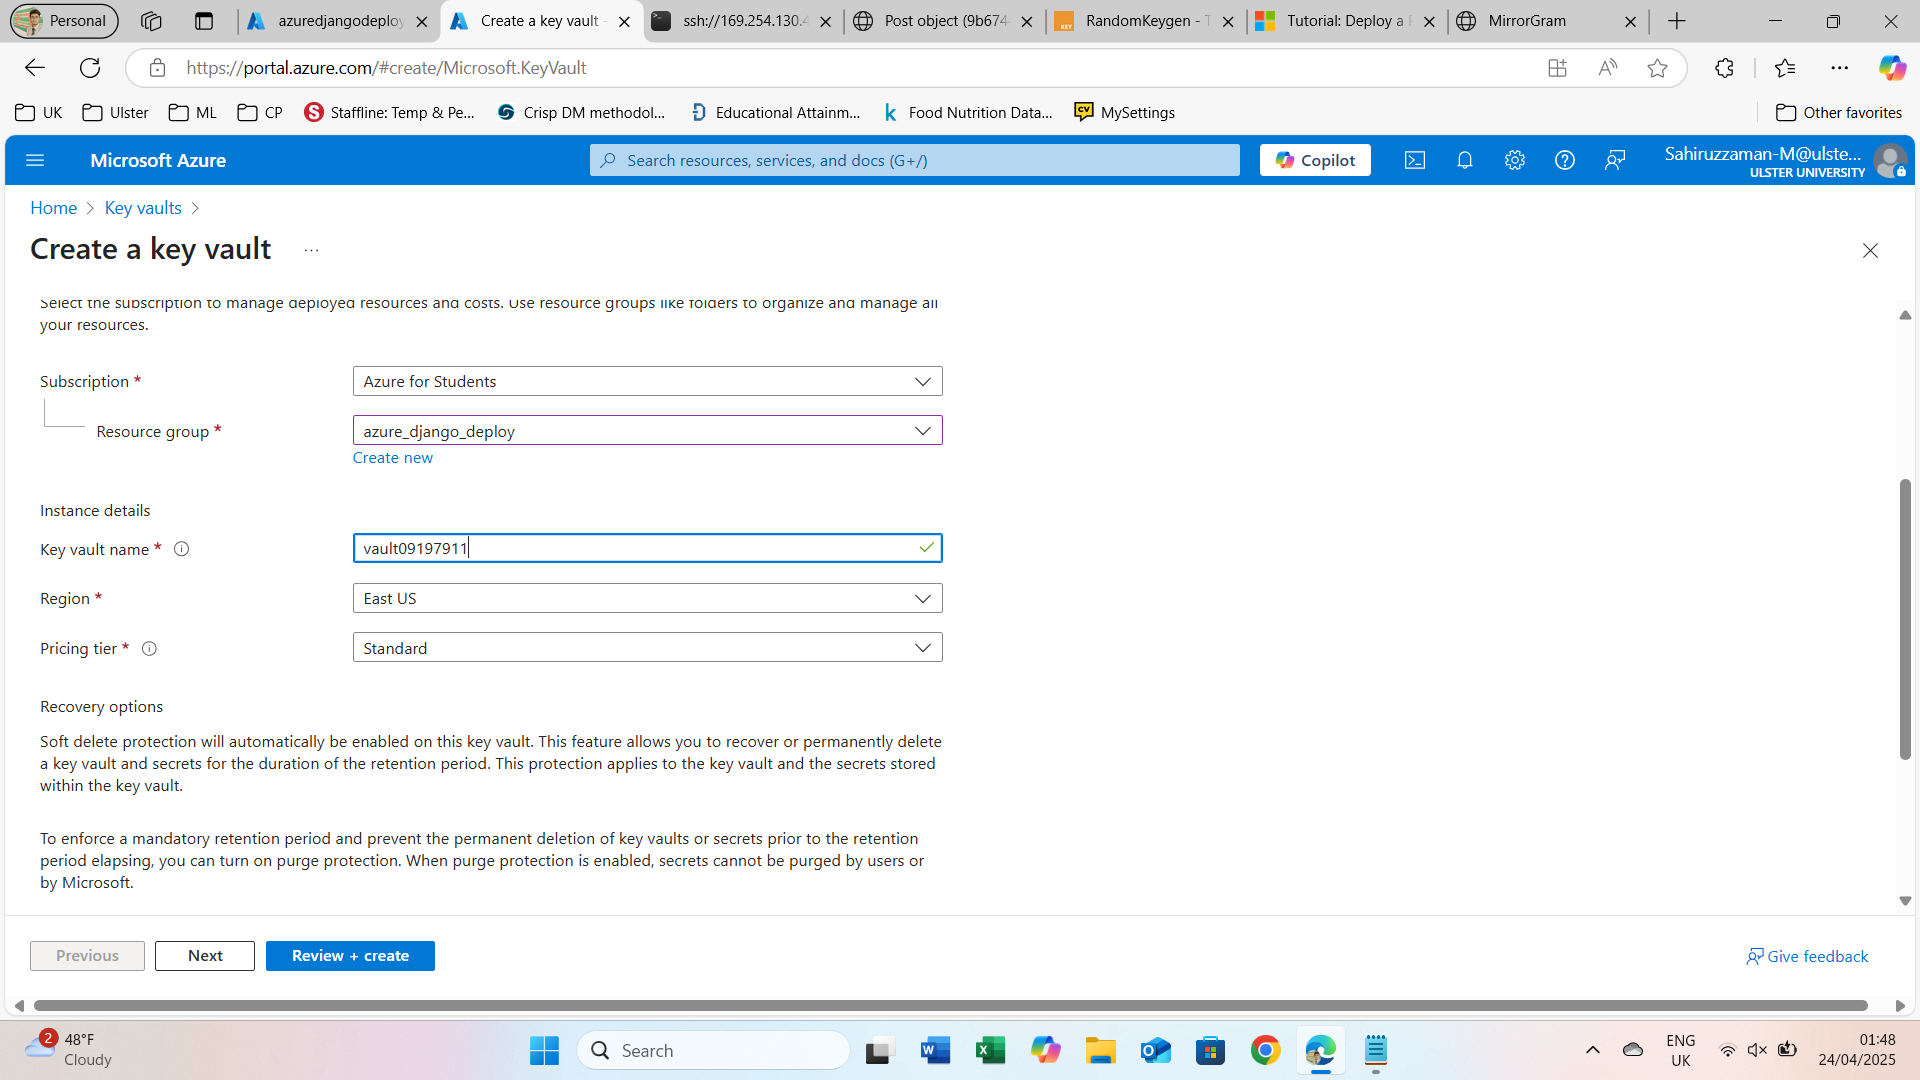 Personal
azuredjangodeploy
Create a key vault -
ssh://169.254.130.4
Post object (9b674-
RandomKeygen - T
Tutorial: Deploy a P
MirrorGram
https://portal.azure.com/#create/Microsoft.KeyVault
UK
Ulster
ML
CP
Staffline: Temp & Pe...
Crisp DM methodol...
Educational Attainm...
Food Nutrition Data...
MySettings
Other favorites
Microsoft Azure
Search resources, services, and docs (G+/)
Copilot
Sahiruzzaman-M@ulste...
ULSTER UNIVERSITY
Home
Key vaults
Create a key vault
...
Select the subscription to manage deployed resources and costs. Use resource groups like folders to organize and manage all
your resources.
Subscription *
Azure for Students
Resource group *
azure_django_deploy
Create new
Instance details
Key vault name *
vault09197911
Region *
East US
Pricing tier *
Standard
Recovery options
Soft delete protection will automatically be enabled on this key vault. This feature allows you to recover or permanently delete
a key vault and secrets for the duration of the retention period. This protection applies to the key vault and the secrets stored
within the key vault.
To enforce a mandatory retention period and prevent the permanent deletion of key vaults or secrets prior to the retention
period elapsing, you can turn on purge protection. When purge protection is enabled, secrets cannot be purged by users or
by Microsoft.
Previous
Next
Review + create
Give feedback
2
48°F
Cloudy
Search
ENG
UK
01:48
24/04/2025